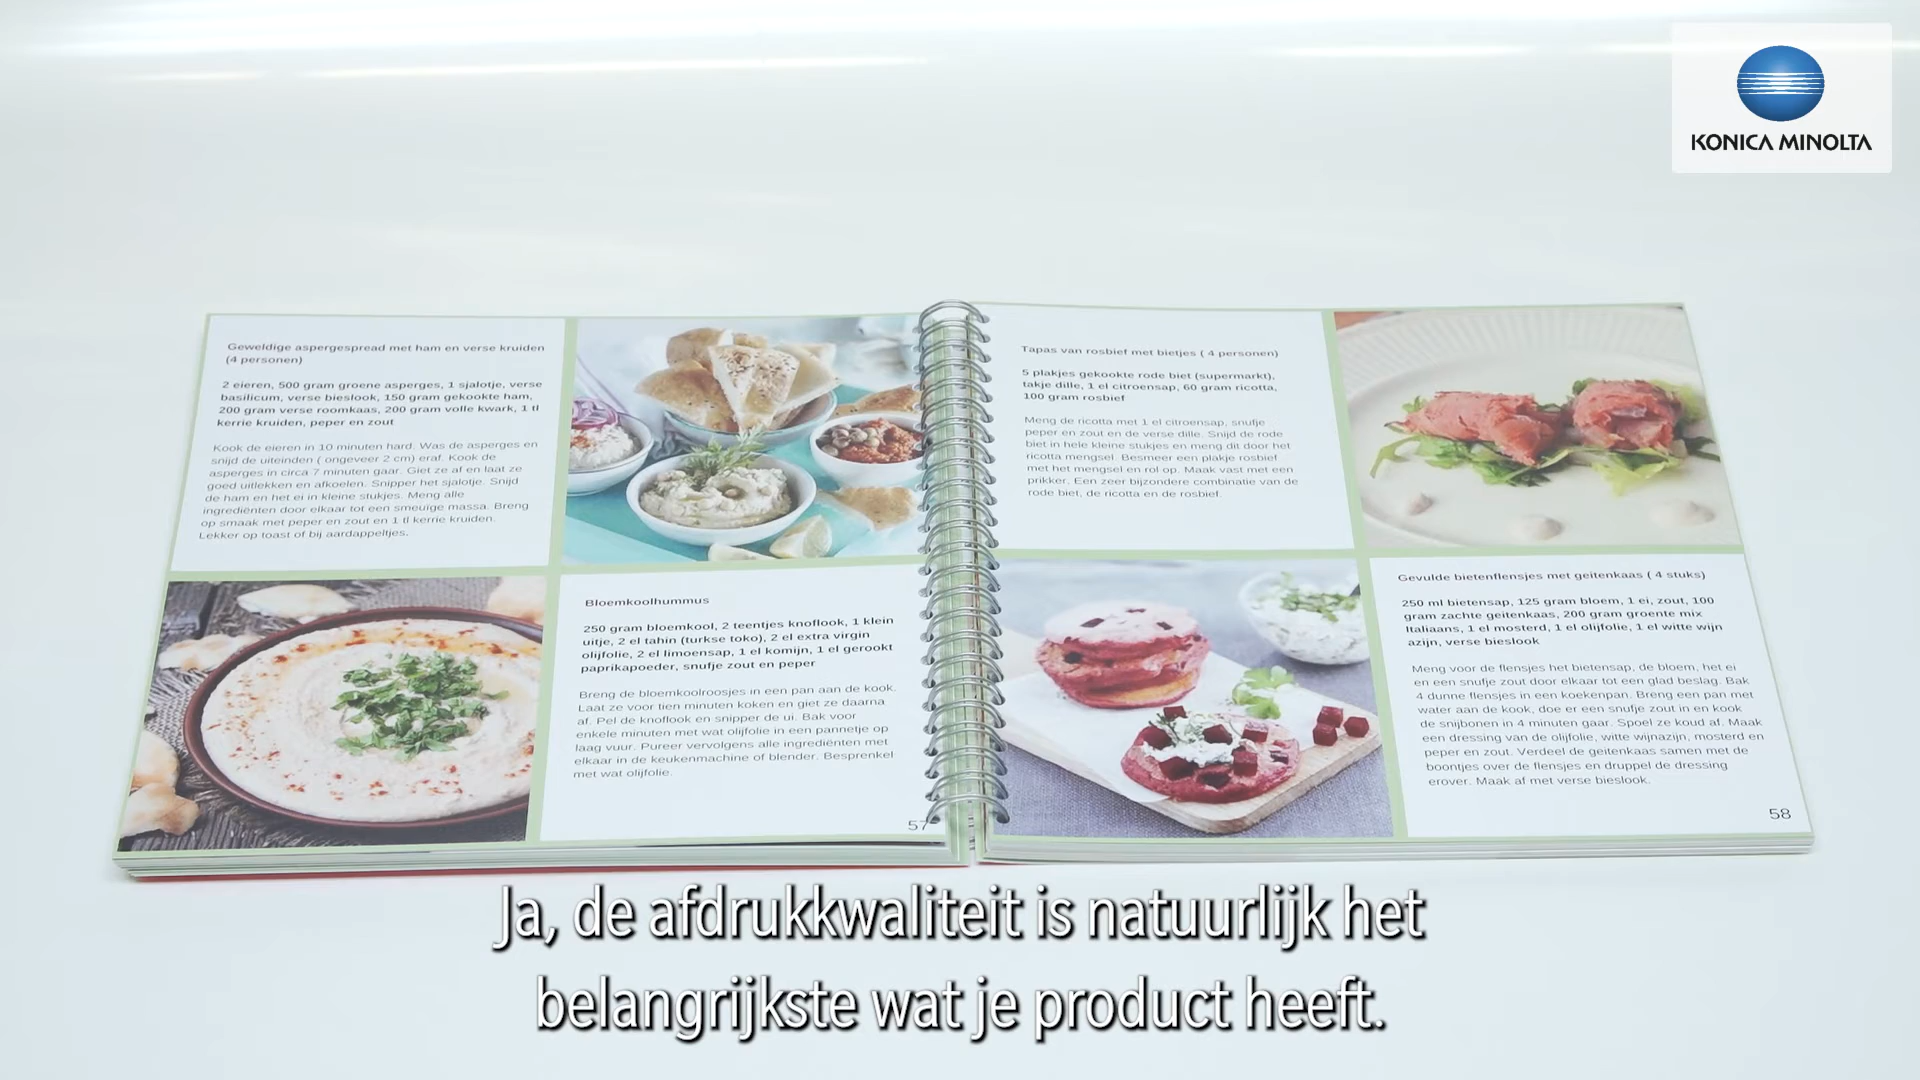 KONICA MINOLTA
Geweldige aspergespread met ham en verse kruiden
(4 personen)
2 eieren, 500 gram groene asperges, 1 sjalotje, verse
basilicum, verse bieslook, 150 gram gekookte ham,
200 gram verse roomkaas, 200 gram volle kwark, 1 tl
kerrie kruiden, peper en zout
Kook de eieren in 10 minuten hard. Was de asperges en
snijd de uiteinden ( ongeveer 2 cm) eraf. Kook de
asperges in circa 7 minuten gaar. Giet ze af en laat ze
goed uitlekken en afkoelen. Snipper het sjalotje. Snijd
de ham en het ei in kleine stukjes. Meng alle
ingrediënten door elkaar tot een smeuïge massa. Breng
op smaak met peper en zout en 1 tl kerrie kruiden.
Lekker op toast of bij aardappeltjes.
Bloemkoolhummus
250 gram bloemkool, 2 teentjes knoflook, 1 klein
uitje, 2 el tahin (turkse toko), 2 el extra virgin
olijfolie, 2 el limoensap, 1 el komijn, 1 el gerookt
paprikapoeder, snufje zout en peper
Breng de bloemkoolroosjes in een pan aan de kook.
Laat ze voor tien minuten koken en giet ze daarna
af. Pel de knoflook en snipper de ui. Bak voor
enkele minuten met wat olijfolie in een pannetje op
laag vuur. Pureer vervolgens alle ingrediënten met
elkaar in de keukenmachine of blender. Besprenkel
met wat olijfolie.
57
Tapas van rosbief met bietjes ( 4 personen)
5 plakjes gekookte rode biet (supermarkt),
takje dille, 1 el citroensap, 60 gram ricotta,
100 gram rosbief
Meng de ricotta met 1 el citroensap, snufje
peper en zout en de verse dille. Snijd de rode
biet in hele kleine stukjes en meng dit door het
ricotta mengsel. Besmeer een plakje rosbief
met het mengsel en rol op. Maak vast met een
prikker. Een zeer bijzondere combinatie van de
rode biet, de ricotta en de rosbief.
Gevulde bietenflensjes met geitenkaas ( 4 stuks)
250 ml bietensap, 125 gram bloem, 1 ei, zout, 100
gram zachte geitenkaas, 200 gram groente mix
Italiaans, 1 el mosterd, 1 el olijfolie, 1 el witte wijn
azijn, verse bieslook
Meng voor de flensjes het bietensap, de bloem, het ei
en een snufje zout door elkaar tot een glad beslag. Bak
4 dunne flensjes in een koekenpan. Breng een pan met
water aan de kook, doe er een snufje zout in en kook
de snijbonen in 4 minuten gaar. Spoel ze koud af. Maak
een dressing van de olijfolie, witte wijnazijn, mosterd en
peper en zout. Verdeel de geitenkaas samen met de
boontjes over de flensjes en druppel de dressing
erover. Maak af met verse bieslook.
58
Ja, de afdrukkwaliteit is natuurlijk het
belangrijkste wat je product heeft.